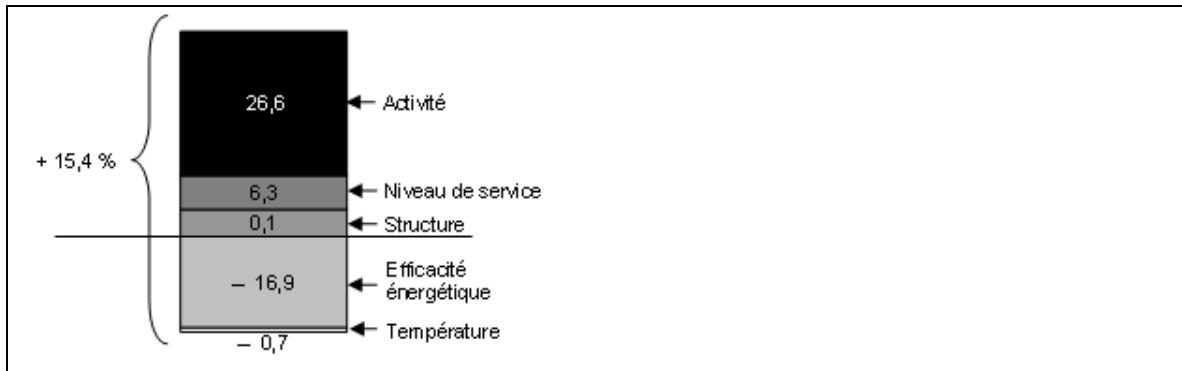 26,6
Activité
+ 15,4 %
6,3
Niveau de service
0,1
Structure
– 16,9
Efficacité
énergétique
Température
– 0,7